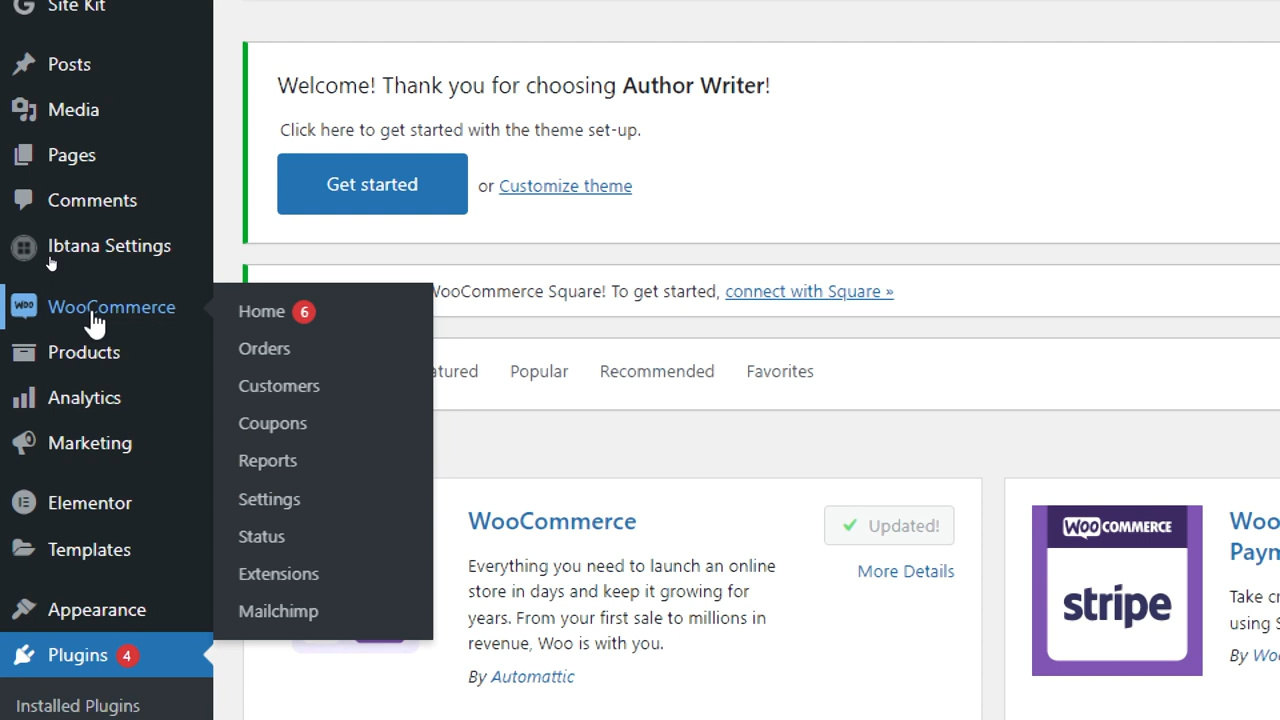 Site Kit
Posts
Media
Pages
Comments
Ibtana Settings
WooCommerce
Products
Analytics
Marketing
Elementor
Templates
Appearance
Plugins 4
Installed Plugins
Home 6
Orders
Customers
Coupons
Reports
Settings
Status
Extensions
Mailchimp
Welcome! Thank you for choosing Author Writer!
Click here to get started with the theme set-up.
Get started or Customize theme
WooCommerce Square! To get started, connect with Square »
Popular Recommended Favorites
WooCommerce
Updated!
More Details
Everything you need to launch an online
store in days and keep it growing for
years. From your first sale to millions in
revenue, Woo is with you.
By Automattic
WOO COMMERCE
stripe
Woo
Take
using
By